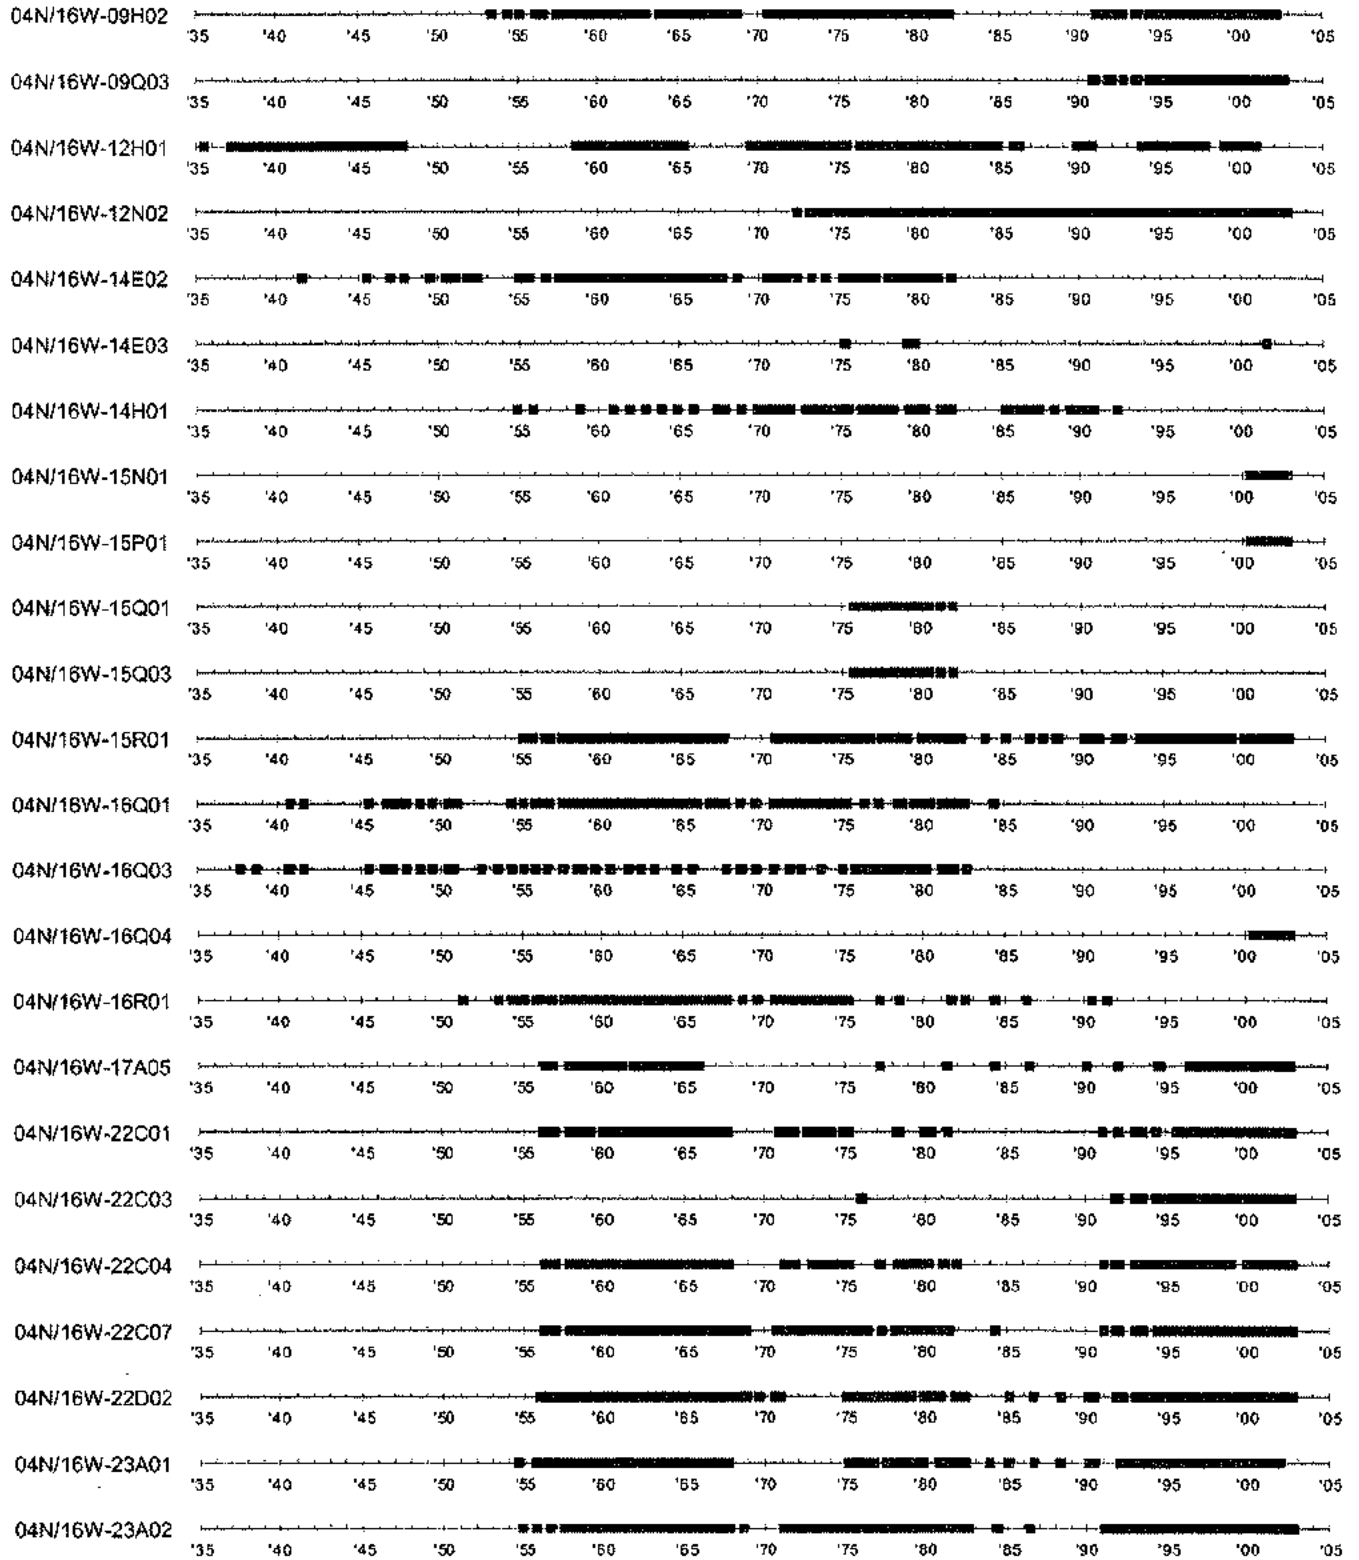 04N/16W-09H02
'35 '40 '45 '50 '55 '60 '65 '70 '75 '80 '85 '90 '95 '00 '05
04N/16W-09Q03
'35 '40 '45 '50 '55 '60 '65 '70 '75 '80 '85 '90 '95 '00 '05
04N/16W-12H01
'35 '40 '45 '50 '55 '60 '65 '70 '75 '80 '85 '90 '95 '00 '05
04N/16W-12N02
'35 '40 '45 '50 '55 '60 '65 '70 '75 '80 '85 '90 '95 '00 '05
04N/16W-14E02
'35 '40 '45 '50 '55 '60 '65 '70 '75 '80 '85 '90 '95 '00 '05
04N/16W-14E03
'35 '40 '45 '50 '55 '60 '65 '70 '75 '80 '85 '90 '95 '00 '05
04N/16W-14H01
'35 '40 '45 '50 '55 '60 '65 '70 '75 '80 '85 '90 '95 '00 '05
04N/16W-15N01
'35 '40 '45 '50 '55 '60 '65 '70 '75 '80 '85 '90 '95 '00 '05
04N/16W-15P01
'35 '40 '45 '50 '55 '60 '65 '70 '75 '80 '85 '90 '95 '00 '05
04N/16W-15Q01
'35 '40 '45 '50 '55 '60 '65 '70 '75 '80 '85 '90 '95 '00 '05
04N/16W-15Q03
'35 '40 '45 '50 '55 '60 '65 '70 '75 '80 '85 '90 '95 '00 '05
04N/16W-15R01
'35 '40 '45 '50 '55 '60 '65 '70 '75 '80 '85 '90 '95 '00 '05
04N/16W-16Q01
'35 '40 '45 '50 '55 '60 '65 '70 '75 '80 '85 '90 '95 '00 '05
04N/16W-16Q03
'35 '40 '45 '50 '55 '60 '65 '70 '75 '80 '85 '90 '95 '00 '05
04N/16W-16Q04
'35 '40 '45 '50 '55 '60 '65 '70 '75 '80 '85 '90 '95 '00 '05
04N/16W-16R01
'35 '40 '45 '50 '55 '60 '65 '70 '75 '80 '85 '90 '95 '00 '05
04N/16W-17A05
'35 '40 '45 '50 '55 '60 '65 '70 '75 '80 '85 '90 '95 '00 '05
04N/16W-22C01
'35 '40 '45 '50 '55 '60 '65 '70 '75 '80 '85 '90 '95 '00 '05
04N/16W-22C03
'35 '40 '45 '50 '55 '60 '65 '70 '75 '80 '85 '90 '95 '00 '05
04N/16W-22C04
'35 '40 '45 '50 '55 '60 '65 '70 '75 '80 '85 '90 '95 '00 '05
04N/16W-22C07
'35 '40 '45 '50 '55 '60 '65 '70 '75 '80 '85 '90 '95 '00 '05
04N/16W-22D02
'35 '40 '45 '50 '55 '60 '65 '70 '75 '80 '85 '90 '95 '00 '05
04N/16W-23A01
'35 '40 '45 '50 '55 '60 '65 '70 '75 '80 '85 '90 '95 '00 '05
04N/16W-23A02
'35 '40 '45 '50 '55 '60 '65 '70 '75 '80 '85 '90 '95 '00 '05